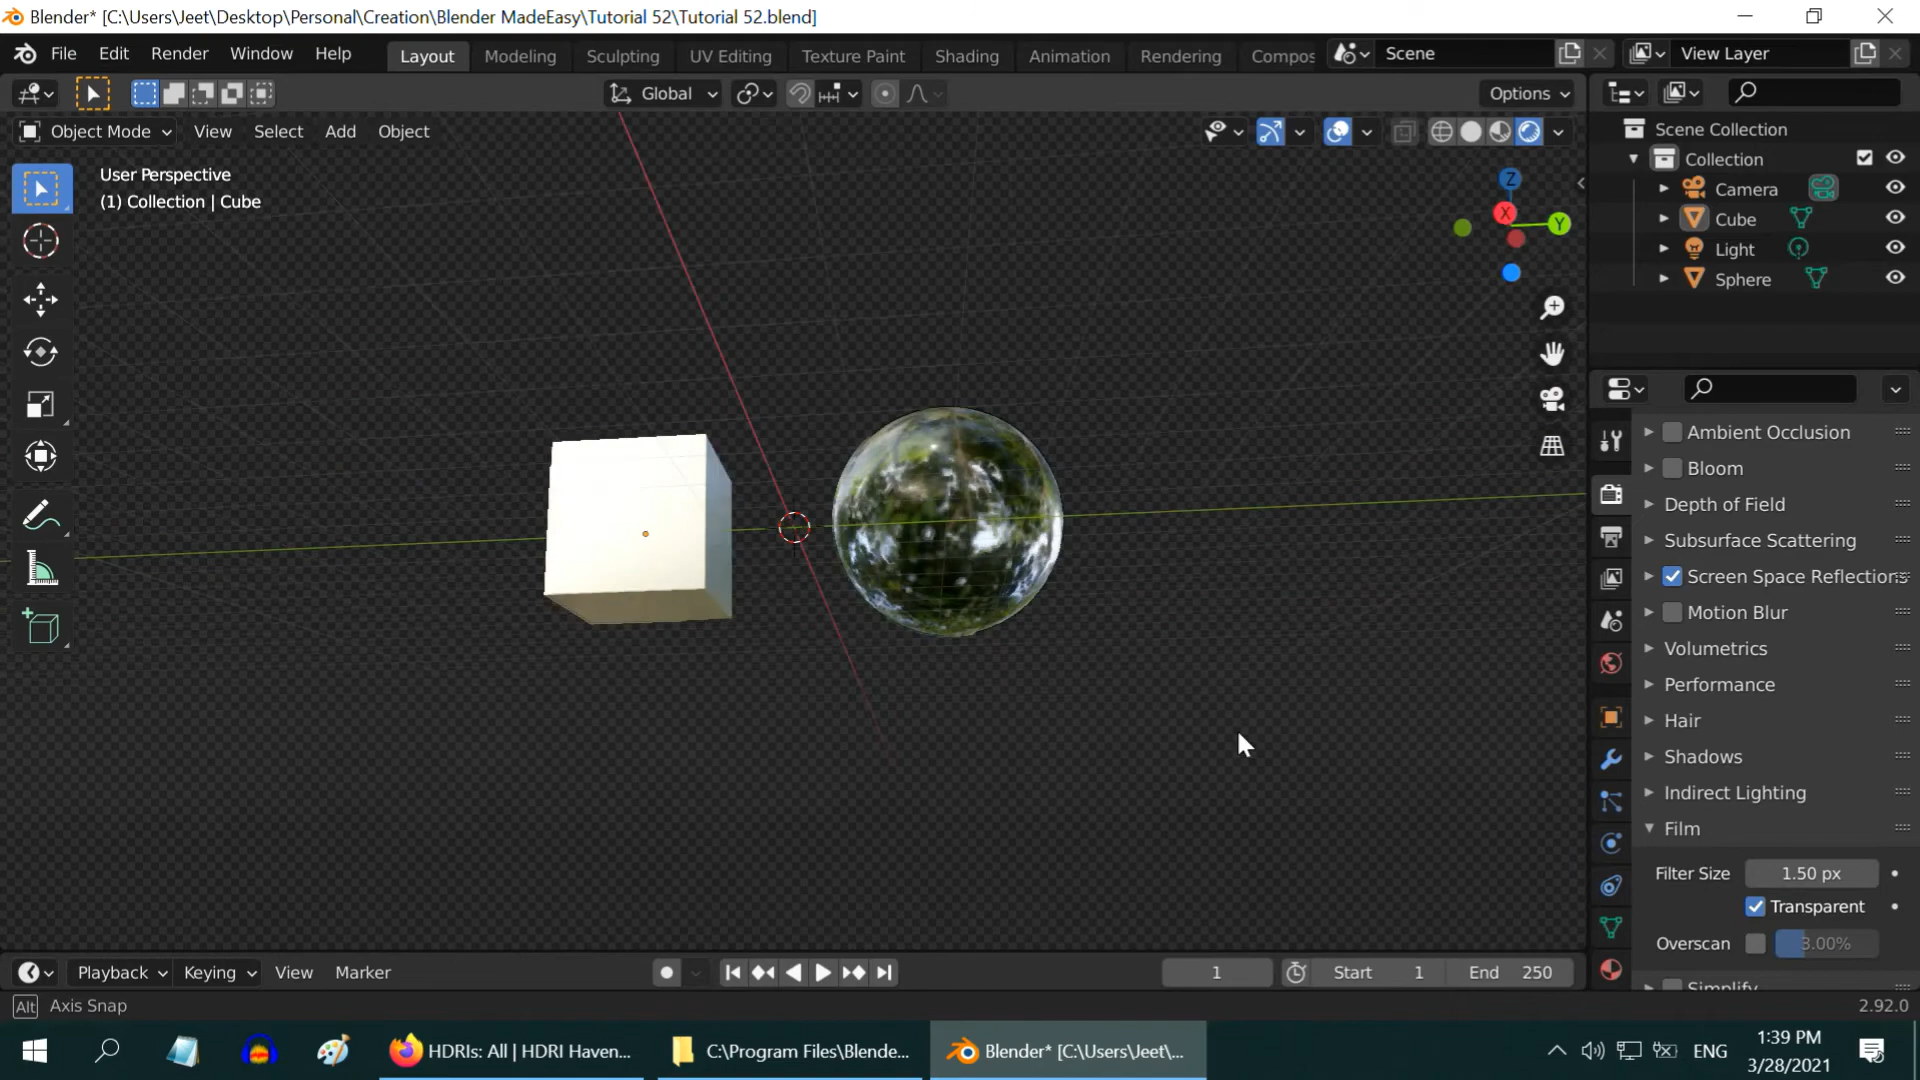 Blender* [C:\Users\Jeet\Desktop\Personal\Creation\Blender MadeEasy\Tutorial 52\Tutorial 52.blend]
File Edit Render Window Help Layout Modeling Sculpting UV Editing Texture Paint Shading Animation Rendering Compos Scene View Layer
Global Options
Object Mode View Select Add Object
User Perspective
(1) Collection | Cube
Z
X
Y
Scene Collection
Collection
Camera
Cube
Light
Sphere
Ambient Occlusion
Bloom
Depth of Field
Subsurface Scattering
Screen Space Reflections
Motion Blur
Volumetrics
Performance
Hair
Shadows
Indirect Lighting
Film
Filter Size 1.50 px
Transparent
Overscan 3.00%
Simplify
Playback Keying View Marker 1 Start 1 End 250
Alt Axis Snap 2.92.0
HDRIs: All | HDRI Haven... C:\Program Files\Blende... Blender* [C:\Users\Jeet\... ENG 1:39 PM
3/28/2021